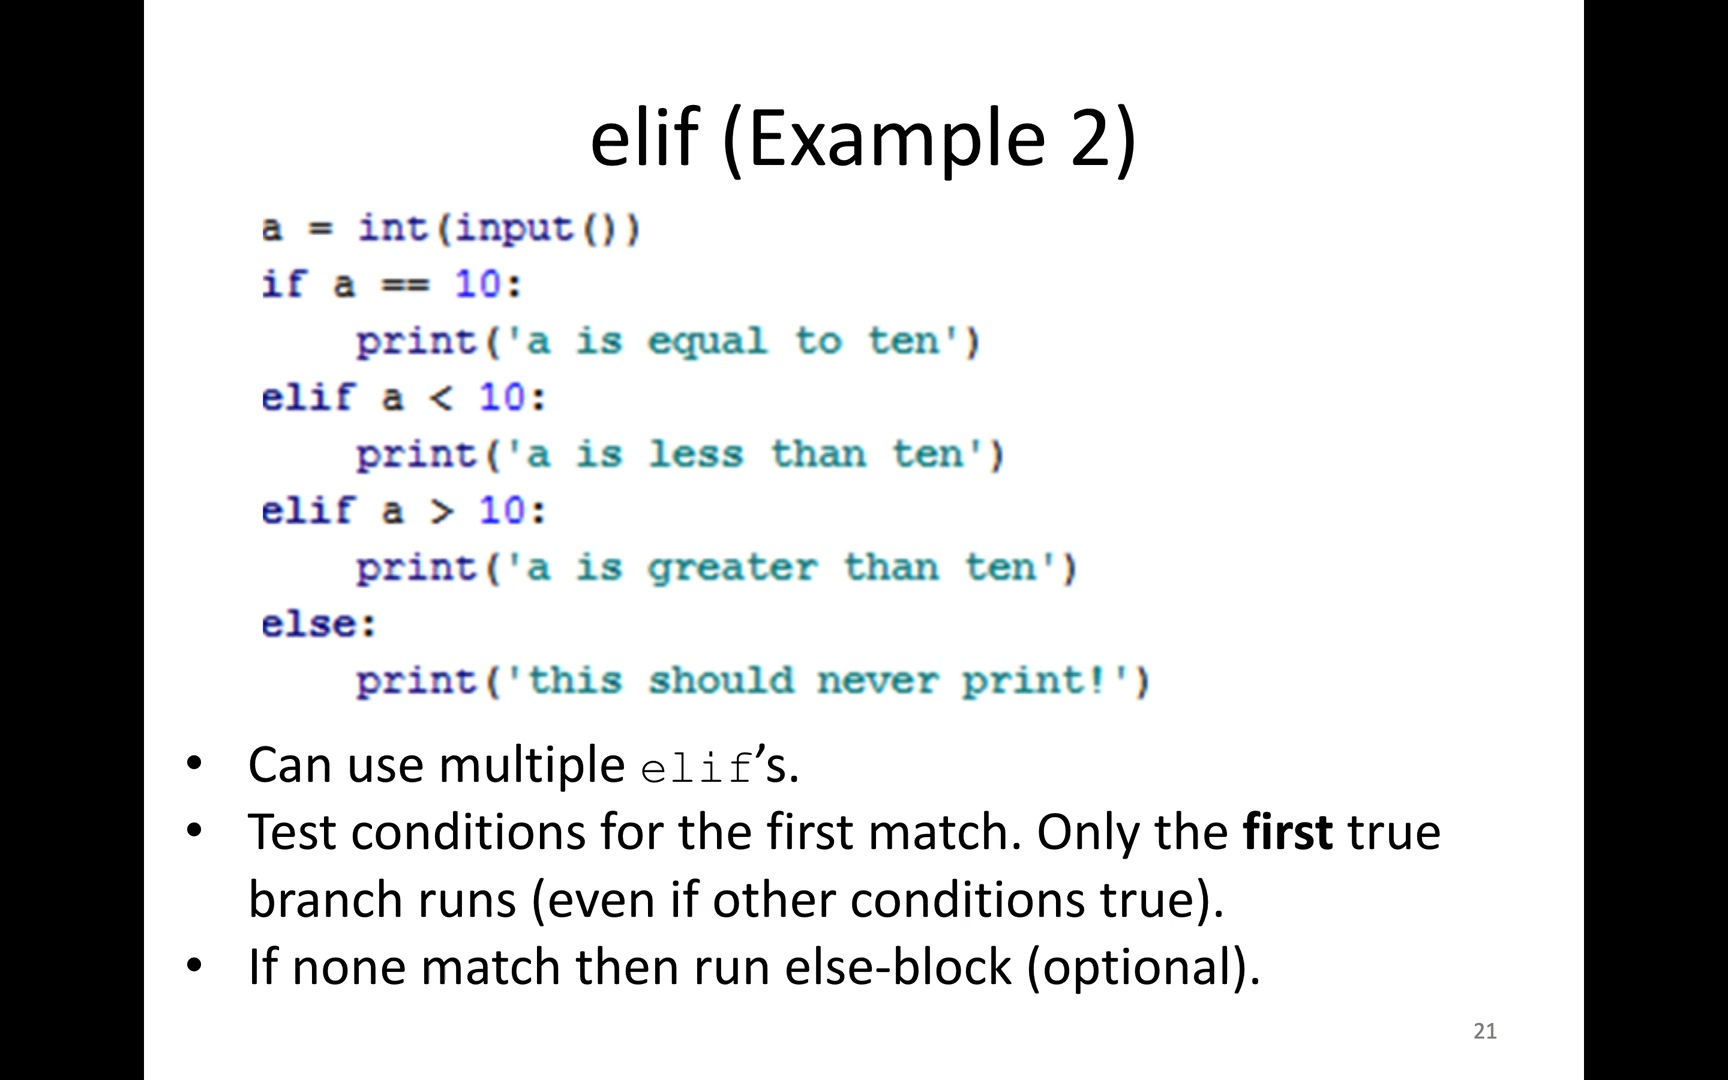 elif (Example 2)
a = int(input())
if a == 10:
    print('a is equal to ten')
elif a < 10:
    print('a is less than ten')
elif a > 10:
    print('a is greater than ten')
else:
    print('this should never print!')
• Can use multiple elif’s.
• Test conditions for the first match. Only the first true
branch runs (even if other conditions true).
• If none match then run else-block (optional).
21